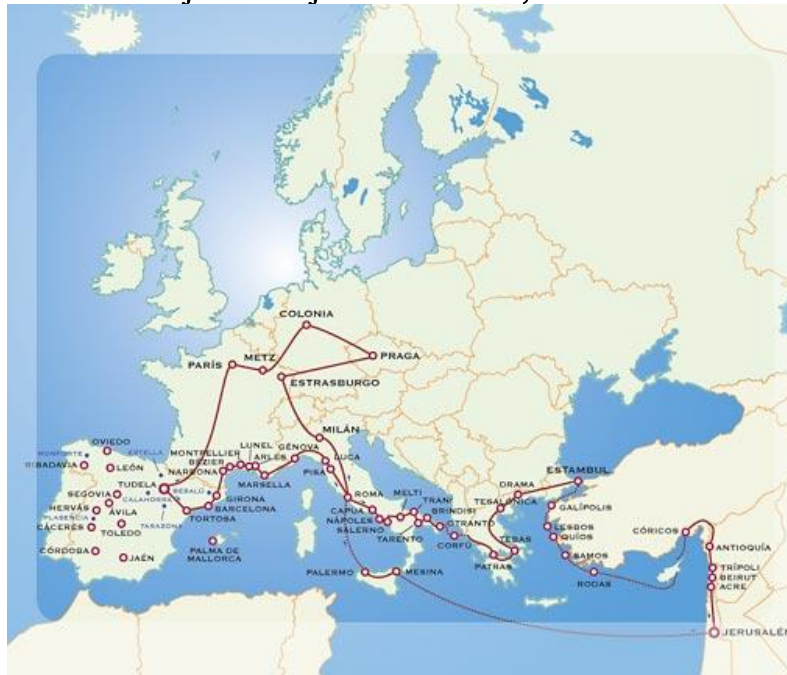 COLONIA
METZ
PRAGA
PARÍS
ESTRASBURGO
MILÁN
OVIEDO
MONFORTE
ESTELLA
MONTPELLIER
LUNEL
GÉNOVA
RIBADAVIA
LEÓN
BEZIER
ARLES
LUCA
NARBONA
PISA
TUDELA
MARSELLA
ESTAMBUL
SEGOVIA
CALAHORRA
BESALÚ
GIRONA
ROMA
MELTI
TRANI
DRAMA
HERVÁS
ÁVILA
BARCELONA
CAPUA
BRINDISI
TESALÓNICA
GALÍPOLIS
PLASENCIA
TORTOSA
NÁPOLES
OTRANTO
CÁCERES
TOLEDO
TARAZONA
SALERNO
LESBOS
CÓRICOS
TARENTO
QUÍOS
CORFÚ
TEBAS
CÓRDOBA
JAÉN
PALMA DE
MALLORCA
PATRAS
SAMOS
ANTIOQUÍA
PALERMO
MESINA
RODAS
TRÍPOLI
BEIRUT
ACRE
JERUSALÉN